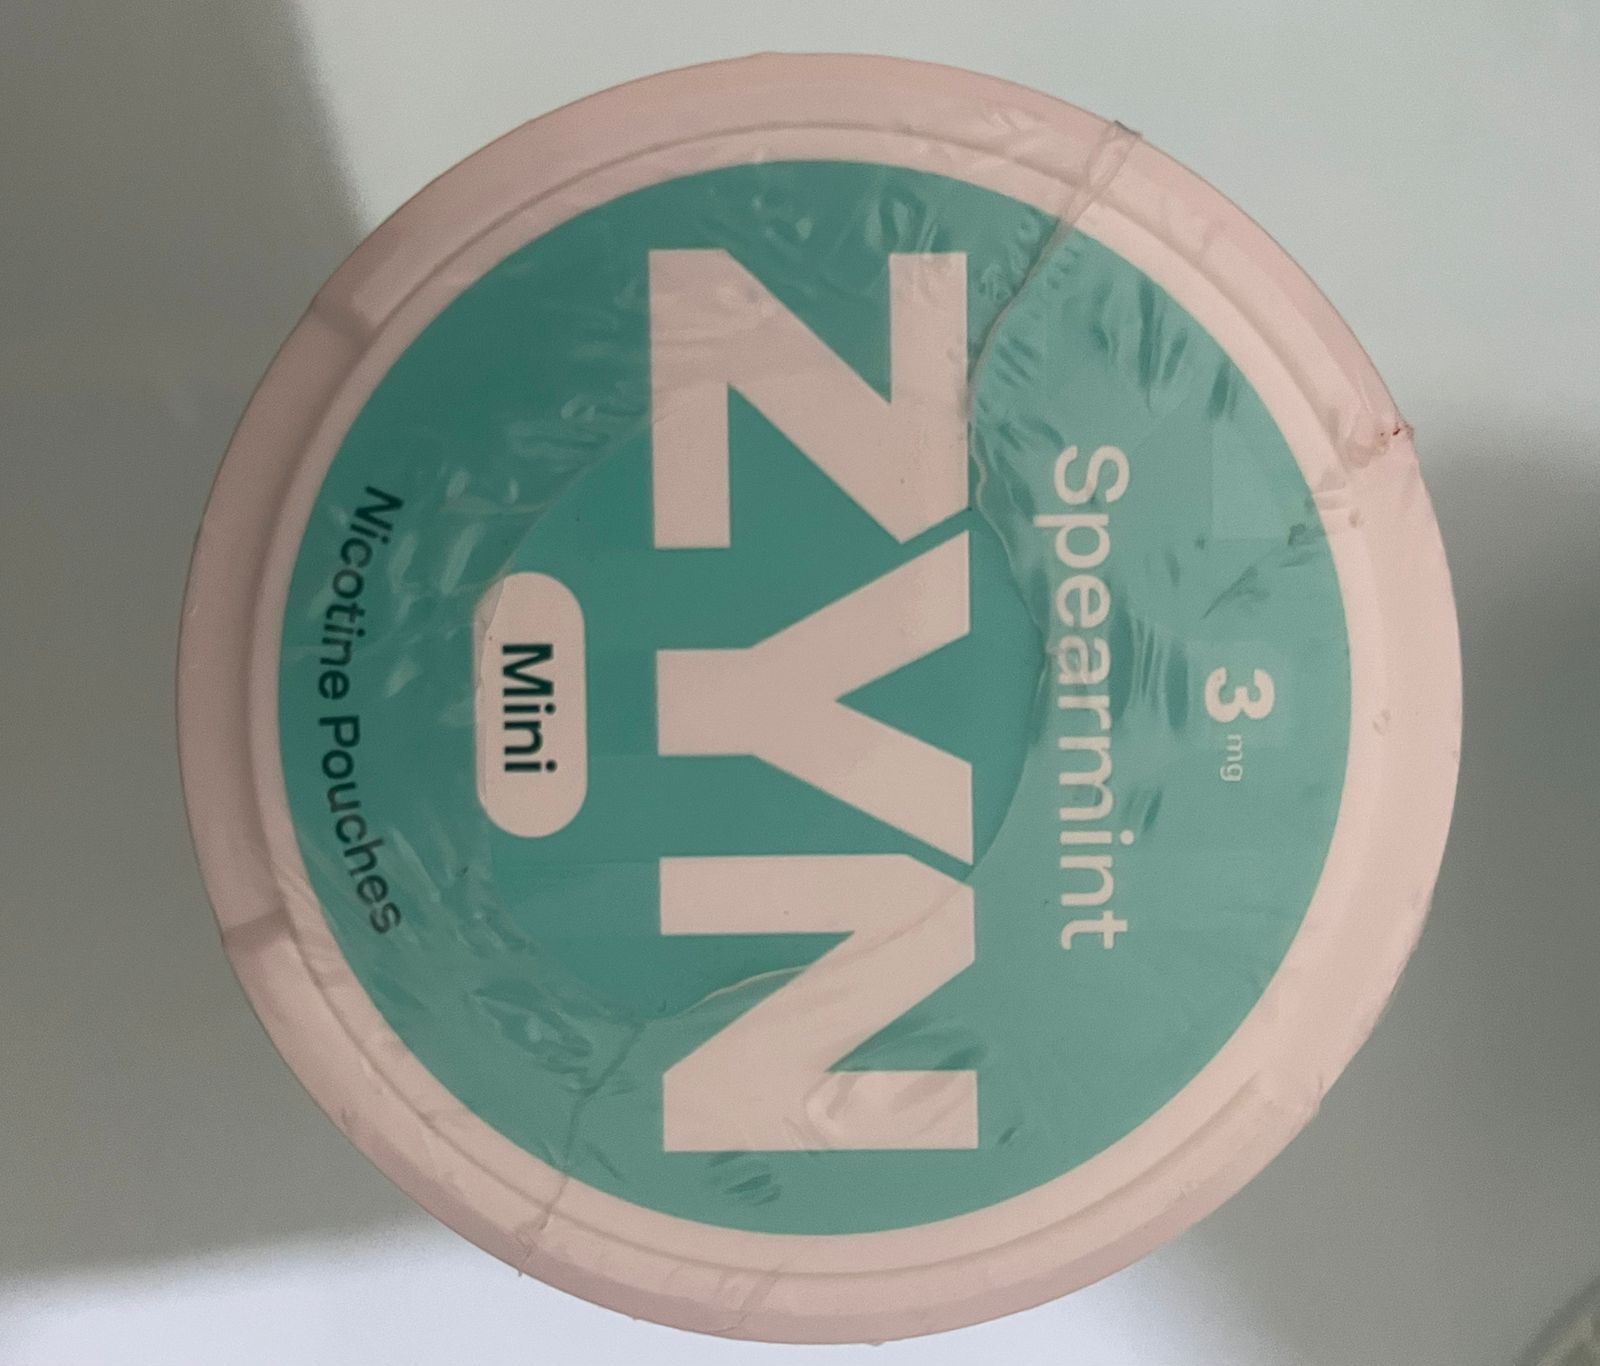 3 mg
Spearmint
ZYN
Mini
Nicotine Pouches